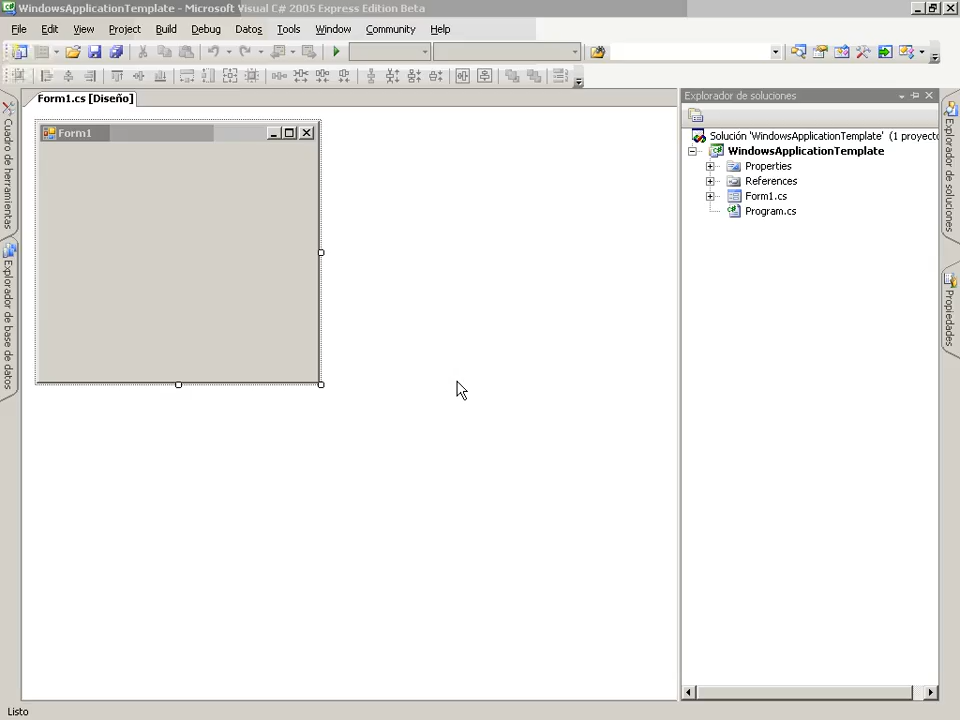 WindowsApplicationTemplate - Microsoft Visual C# 2005 Express Edition Beta
File Edit View Project Build Debug Datos Tools Window Community Help
Form1.cs [Diseño]
Explorador de soluciones
Form1
Solución 'WindowsApplicationTemplate' (1 proyecto
WindowsApplicationTemplate
Properties
References
Form1.cs
Program.cs
Cuadro de herramientas
Explorador de base de datos
Explorador de soluciones
Propiedades
Listo